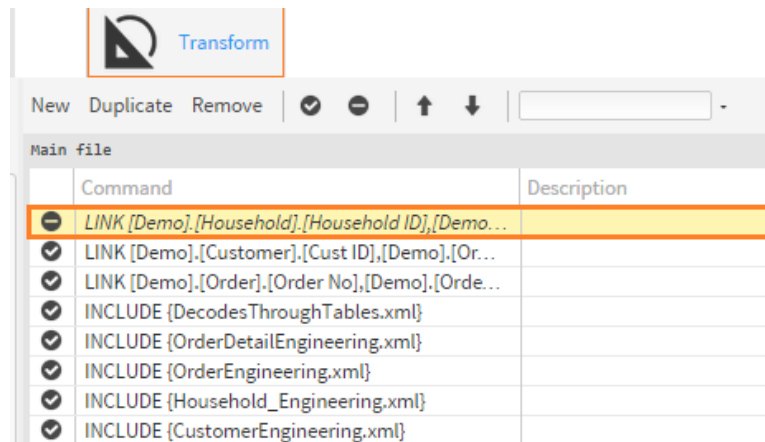 Transform
New Duplicate Remove
Main file
Command Description
LINK [Demo].[Household].[Household ID],[Demo...
LINK [Demo].[Customer].[Cust ID],[Demo].[Or...
LINK [Demo].[Order].[Order No],[Demo].[Orde...
INCLUDE {DecodesThroughTables.xml}
INCLUDE {OrderDetailEngineering.xml}
INCLUDE {OrderEngineering.xml}
INCLUDE {Household_Engineering.xml}
INCLUDE {CustomerEngineering.xml}